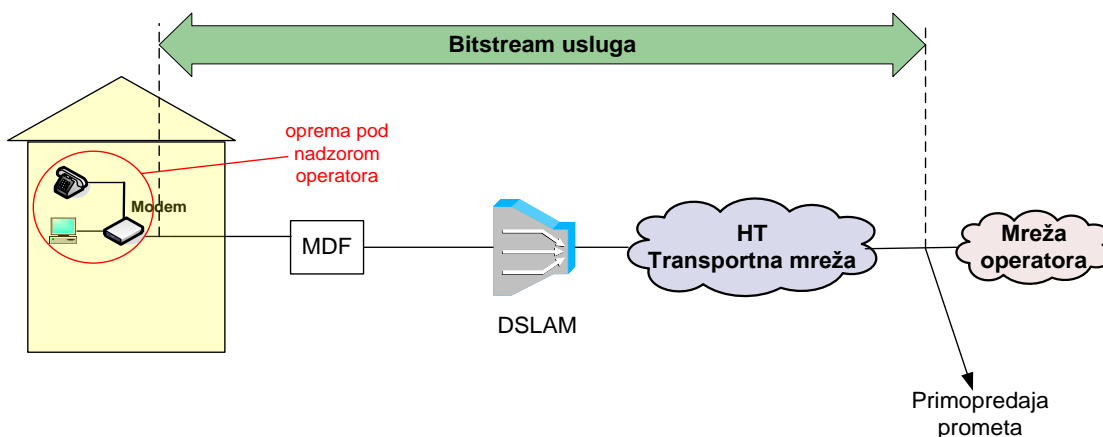 Bitstream usluga
oprema pod
nadzorom
operatora
Modem
MDF
DSLAM
HT
Transportna mreža
Mreža
operatora
Primopredaja
prometa